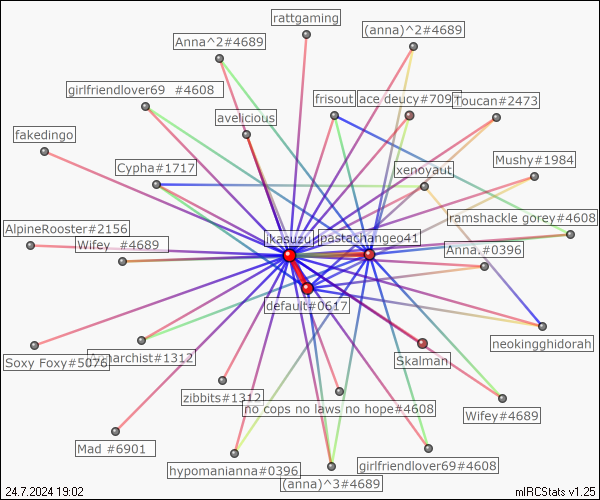 rattgaming
(anna)^2#4689
Anna^2#4689
girlfriendlover69 #4608
frisout
ace deucy#709
Toucan#2473
avelicious
fakedingo
Mushy#1984
Cypha#1717
xenoyaut
ramshackle gorey#4608
AlpineRooster#2156
ikasuzu
pastachangeo41
Wifey #4689
Anna.#0396
default#0617
neokingghidorah
Soxy Foxy#5076
narchist#1312
Skalman
zibbits#1312
no cops no laws no hope#4608
Wifey#4689
Mad #6901
hypomanianna#0396
girlfriendlover69#4608
(anna)^3#4689
24.7.2024 19:02
mIRCStats v1.25